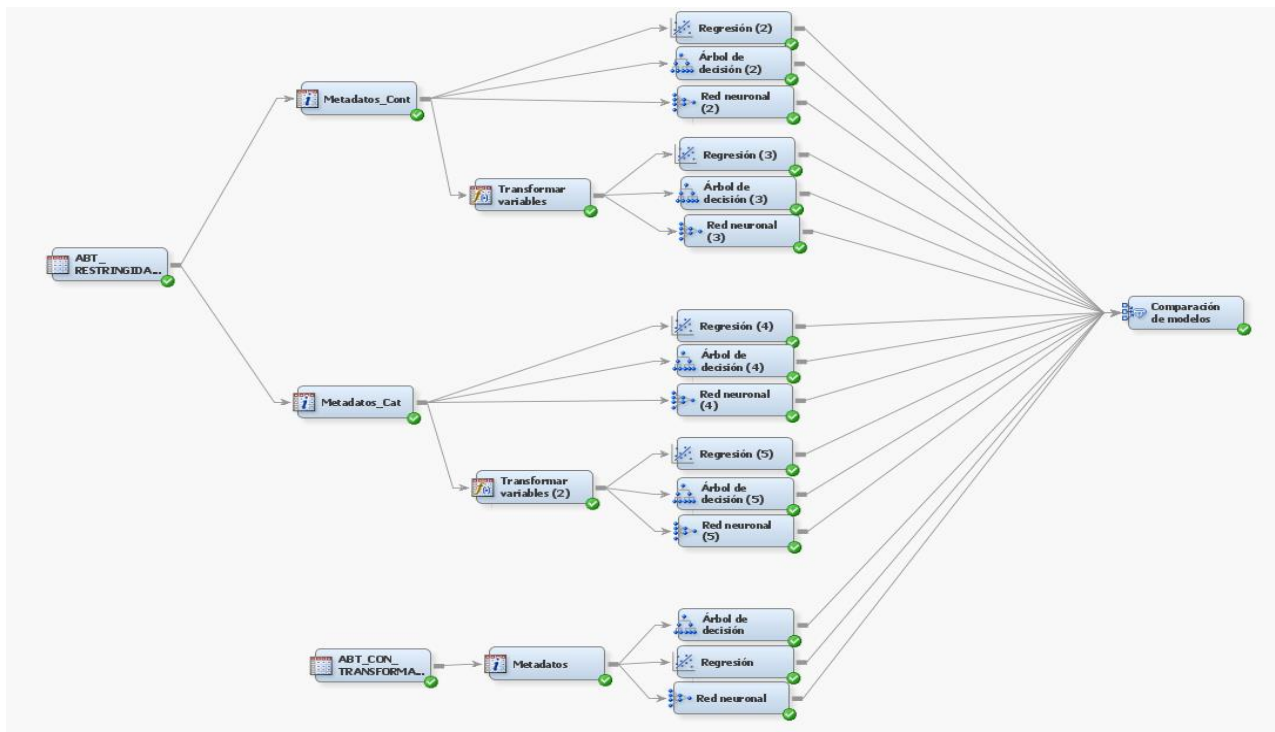 Regresión (2)
Árbol de
decisión (2)
Red neuronal
(2)
Metadatos_Cont
Regresión (3)
Transformar
variables
Árbol de
decisión (3)
Red neuronal
(3)
ABT_
RESTRINGIDA...
Comparación
de modelos
Regresión (4)
Árbol de
decisión (4)
Metadatos_Cat
Red neuronal
(4)
Regresión (5)
Transformar
variables (2)
Árbol de
decisión (5)
Red neuronal
(5)
Árbol de
decisión
ABT_CON_
TRANSFORMA...
Metadatos
Regresión
Red neuronal